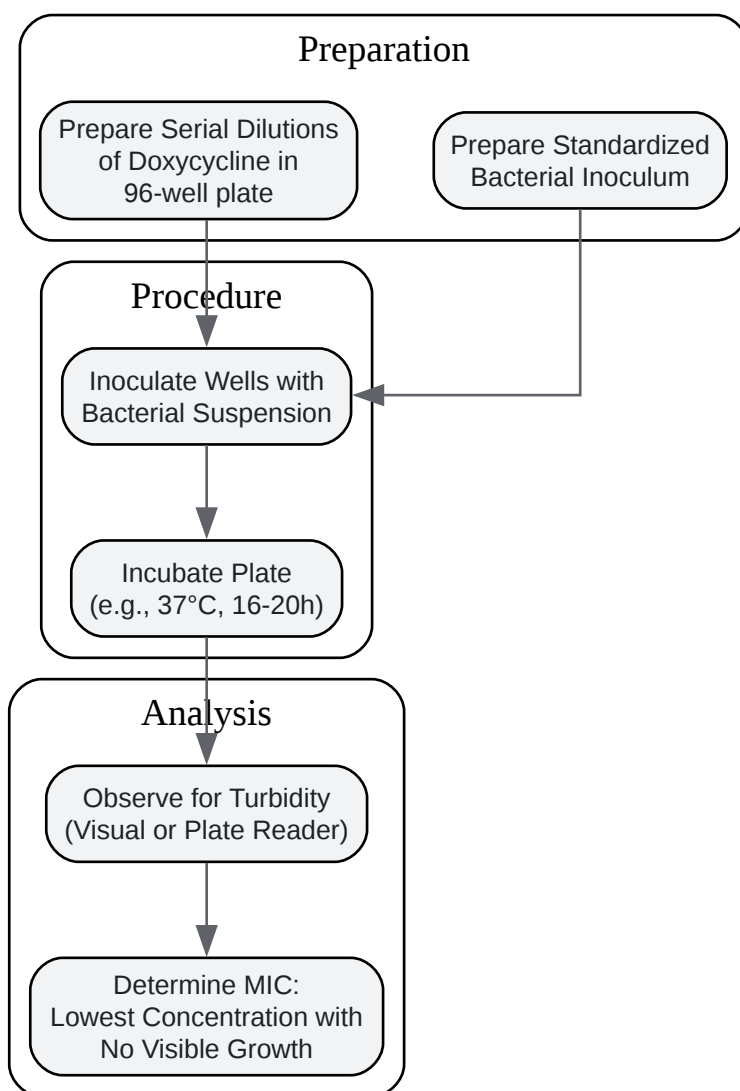 Preparation
Prepare Serial Dilutions
of Doxycycline in
96-well plate
Prepare Standardized
Bacterial Inoculum
Procedure
Inoculate Wells with
Bacterial Suspension
Incubate Plate
(e.g., 37°C, 16-20h)
Analysis
Observe for Turbidity
(Visual or Plate Reader)
Determine MIC:
Lowest Concentration with
No Visible Growth